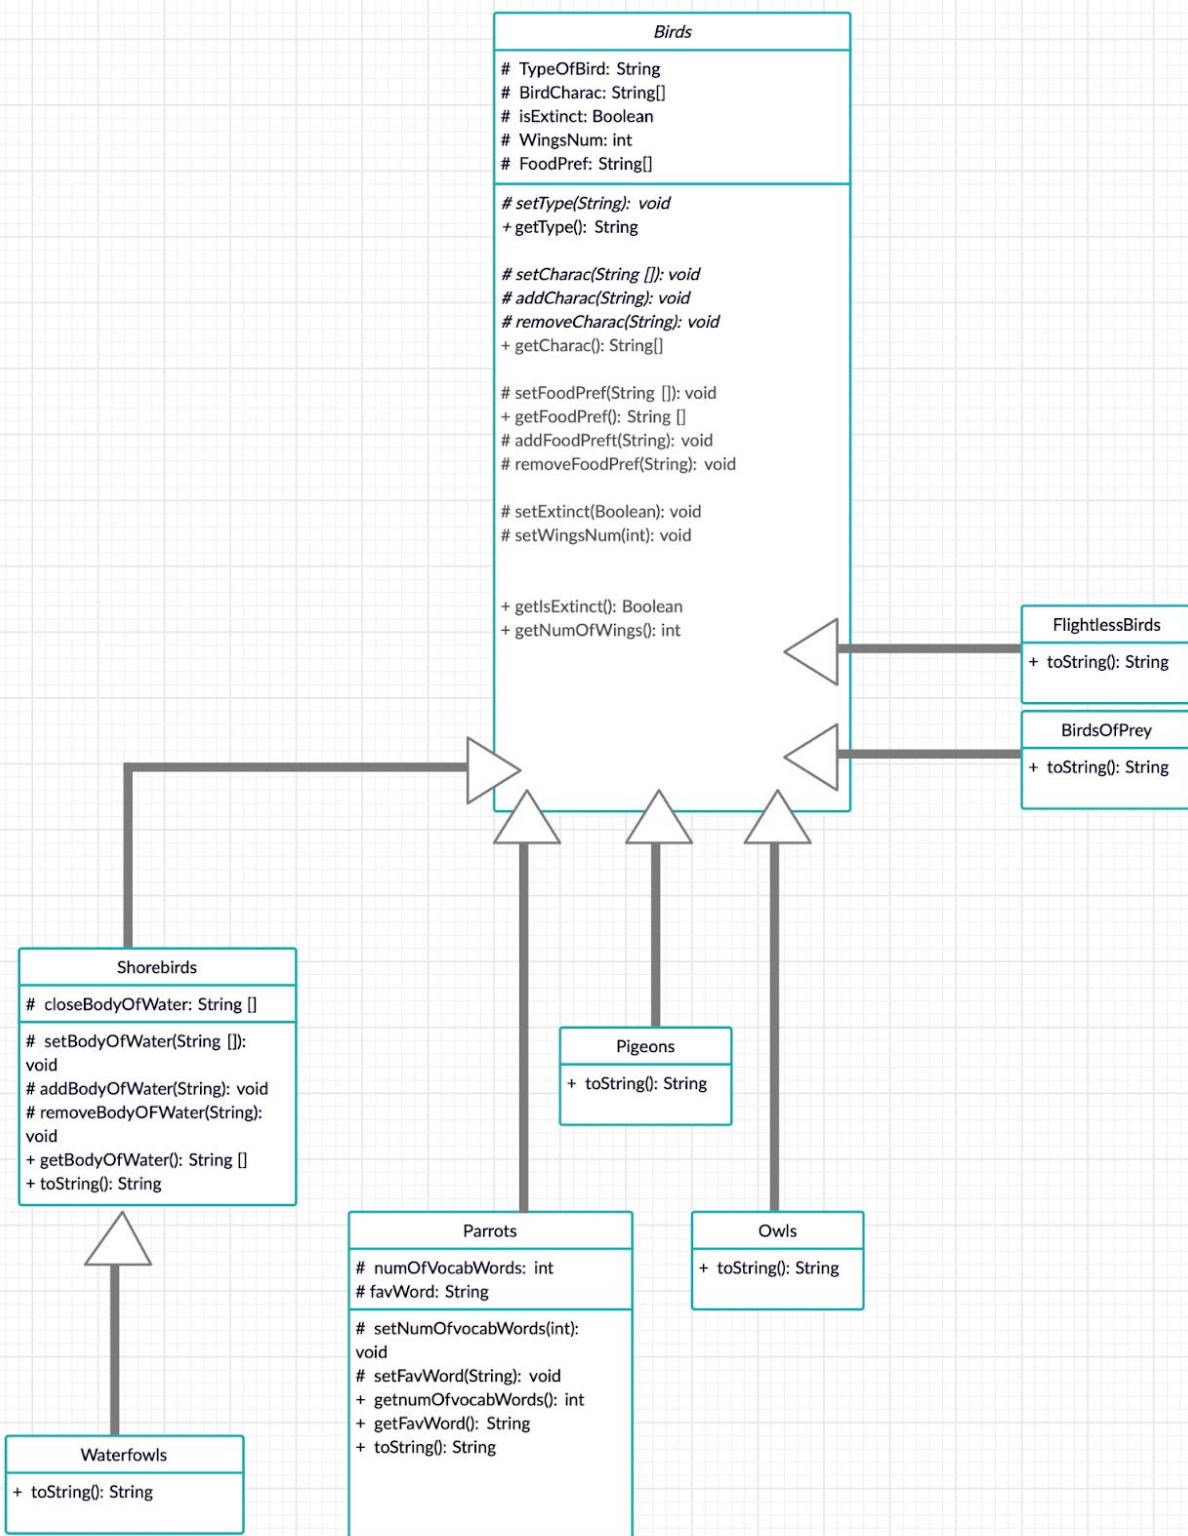 Birds
# TypeOfBird: String
# BirdCharac: String[]
# isExtinct: Boolean
# WingsNum: int
# FoodPref: String[]
# setType(String): void
+ getType(): String
# setCharac(String []): void
# addCharac(String): void
# removeCharac(String): void
+ getCharac(): String[]
# setFoodPref(String []): void
+ getFoodPref(): String []
# addFoodPreft(String): void
# removeFoodPref(String): void
# setExtinct(Boolean): void
# setWingsNum(int): void
+ getIsExtinct(): Boolean
+ getNumOfWings(): int
FlightlessBirds
+ toString(): String
BirdsOfPrey
+ toString(): String
Shorebirds
# closeBodyOfWater: String []
# setBodyOfWater(String []):
void
# addBodyOfWater(String): void
# removeBodyOFWater(String):
void
+ getBodyOfWater(): String []
+ toString(): String
Pigeons
+ toString(): String
Parrots
# numOfVocabWords: int
# favWord: String
# setNumOfvocabWords(int):
void
# setFavWord(String): void
+ getnumOfvocabWords(): int
+ getFavWord(): String
+ toString(): String
Owls
+ toString(): String
Waterfowls
+ toString(): String